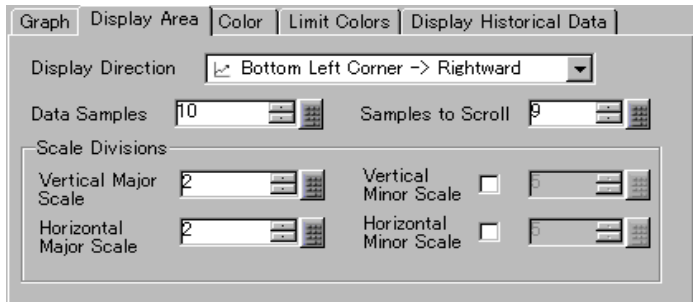 Graph Display Area Color Limit Colors Display Historical Data
Display Direction Bottom Left Corner -> Rightward
Data Samples 10 Samples to Scroll 9
Scale Divisions
Vertical Major Scale 2 Vertical Minor Scale 5
Horizontal Major Scale 2 Horizontal Minor Scale 5